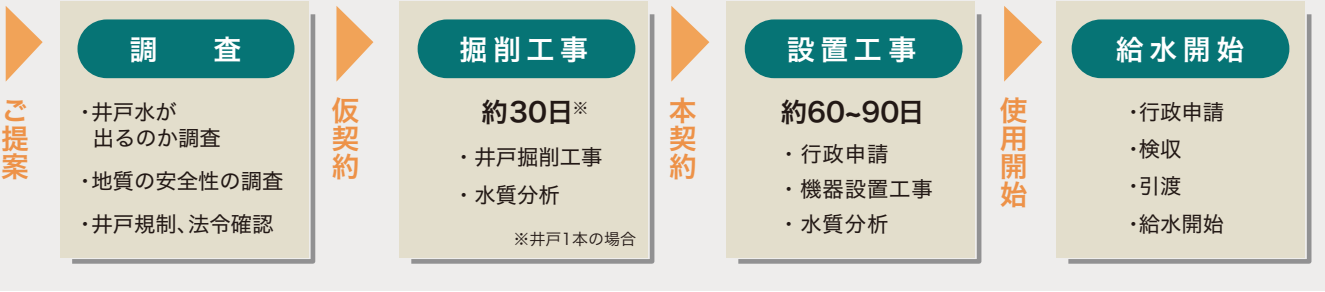 ご提案
調 査
・井戸水が
出るのか調査
・地質の安全性の調査
・井戸規制、法令確認
仮契約
掘削工事
約30日※
・井戸掘削工事
・水質分析
※井戸1本の場合
本契約
設置工事
約60~90日
・行政申請
・機器設置工事
・水質分析
使用開始
給水開始
・行政申請
・検収
・引渡
・給水開始